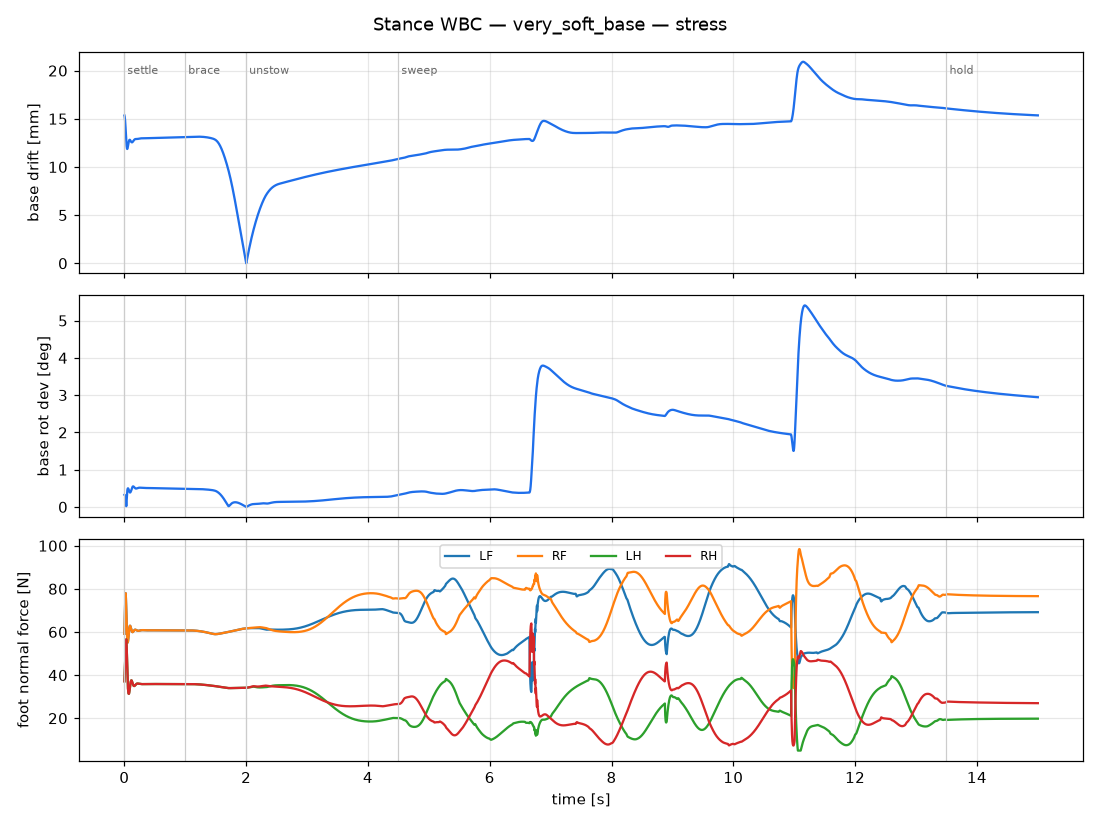 Stance WBC — very_soft_base — stress
settle brace unstow sweep hold
20
15
10
5
0
base drift [mm]
5
4
3
2
1
0
base rot dev [deg]
LF RF LH RH
100
80
60
40
20
foot normal force [N]
0 2 4 6 8 10 12 14
time [s]